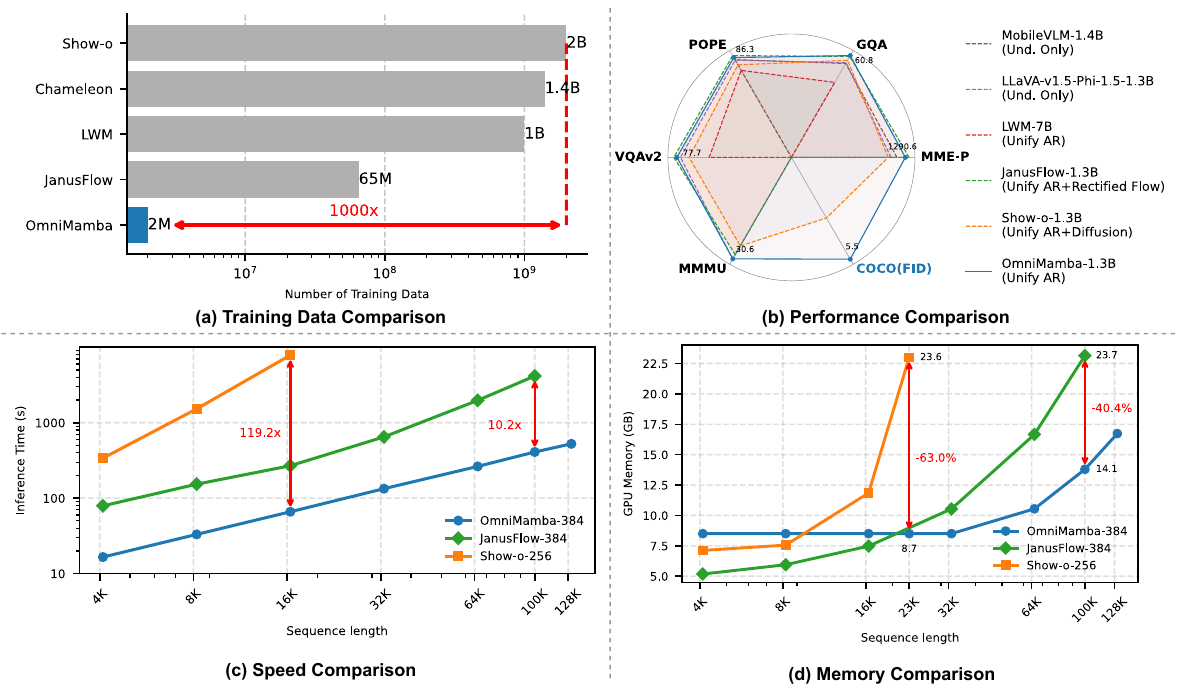 Show-o
2B
Chameleon
1.4B
LWM
1B
JanusFlow
65M
OmniMamba
2M
1000x
10^7
10^8
10^9
Number of Training Data
(a) Training Data Comparison
POPE
86.3
GQA
60.8
VQAv2
77.7
1290.6
MME-P
MMMU
30.6
5.5
COCO(FID)
MobileVLM-1.4B
(Und. Only)
LLaVA-v1.5-Phi-1.5-1.3B
(Und. Only)
LWM-7B
(Unify AR)
JanusFlow-1.3B
(Unify AR+Rectified Flow)
Show-o-1.3B
(Unify AR+Diffusion)
OmniMamba-1.3B
(Unify AR)
(b) Performance Comparison
Inference Time (s)
1000
100
10
119.2x
10.2x
OmniMamba-384
JanusFlow-384
Show-o-256
4K
8K
16K
32K
64K
100K
128K
Sequence length
(c) Speed Comparison
GPU Memory (GB)
22.5
20.0
17.5
15.0
12.5
10.0
7.5
5.0
23.6
23.7
-40.4%
-63.0%
14.1
8.7
OmniMamba-384
JanusFlow-384
Show-o-256
4K
8K
16K
23K
32K
64K
100K
128K
Sequence length
(d) Memory Comparison